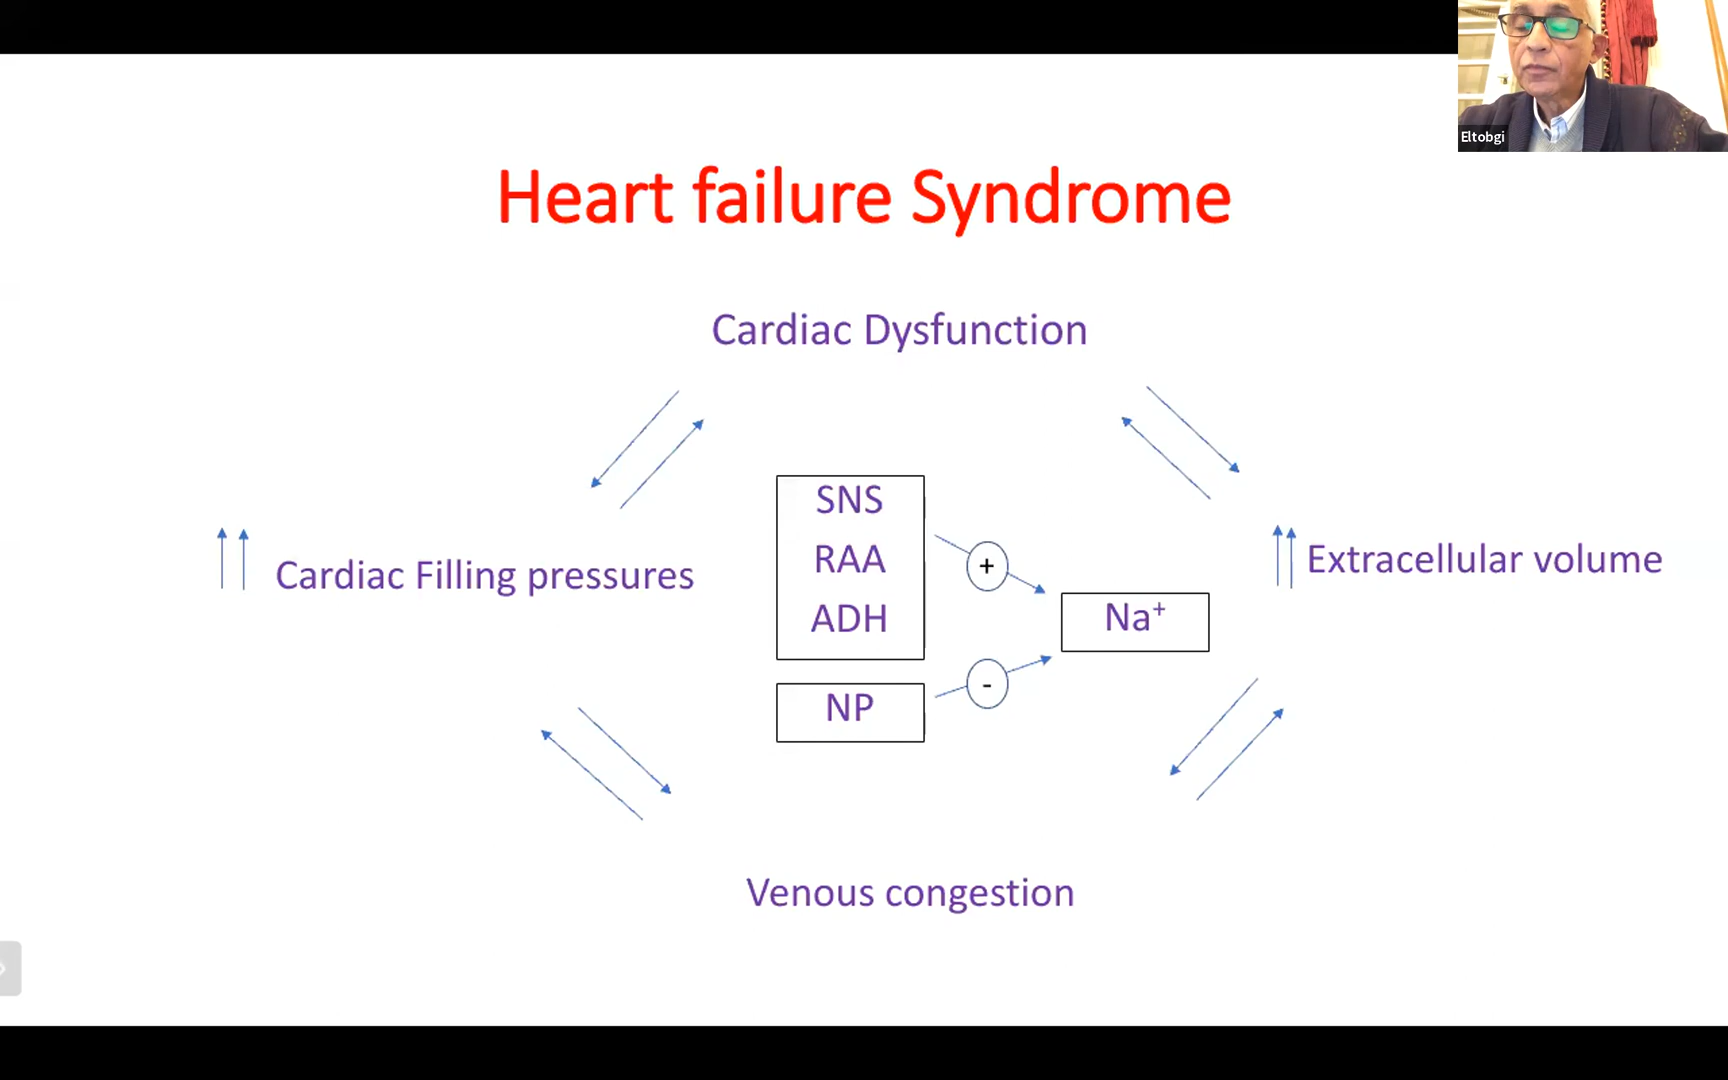 Eltobgi
Heart failure Syndrome
Cardiac Dysfunction
SNS
RAA
ADH
+
Cardiac Filling pressures
Extracellular volume
Na⁺
NP
-
Venous congestion